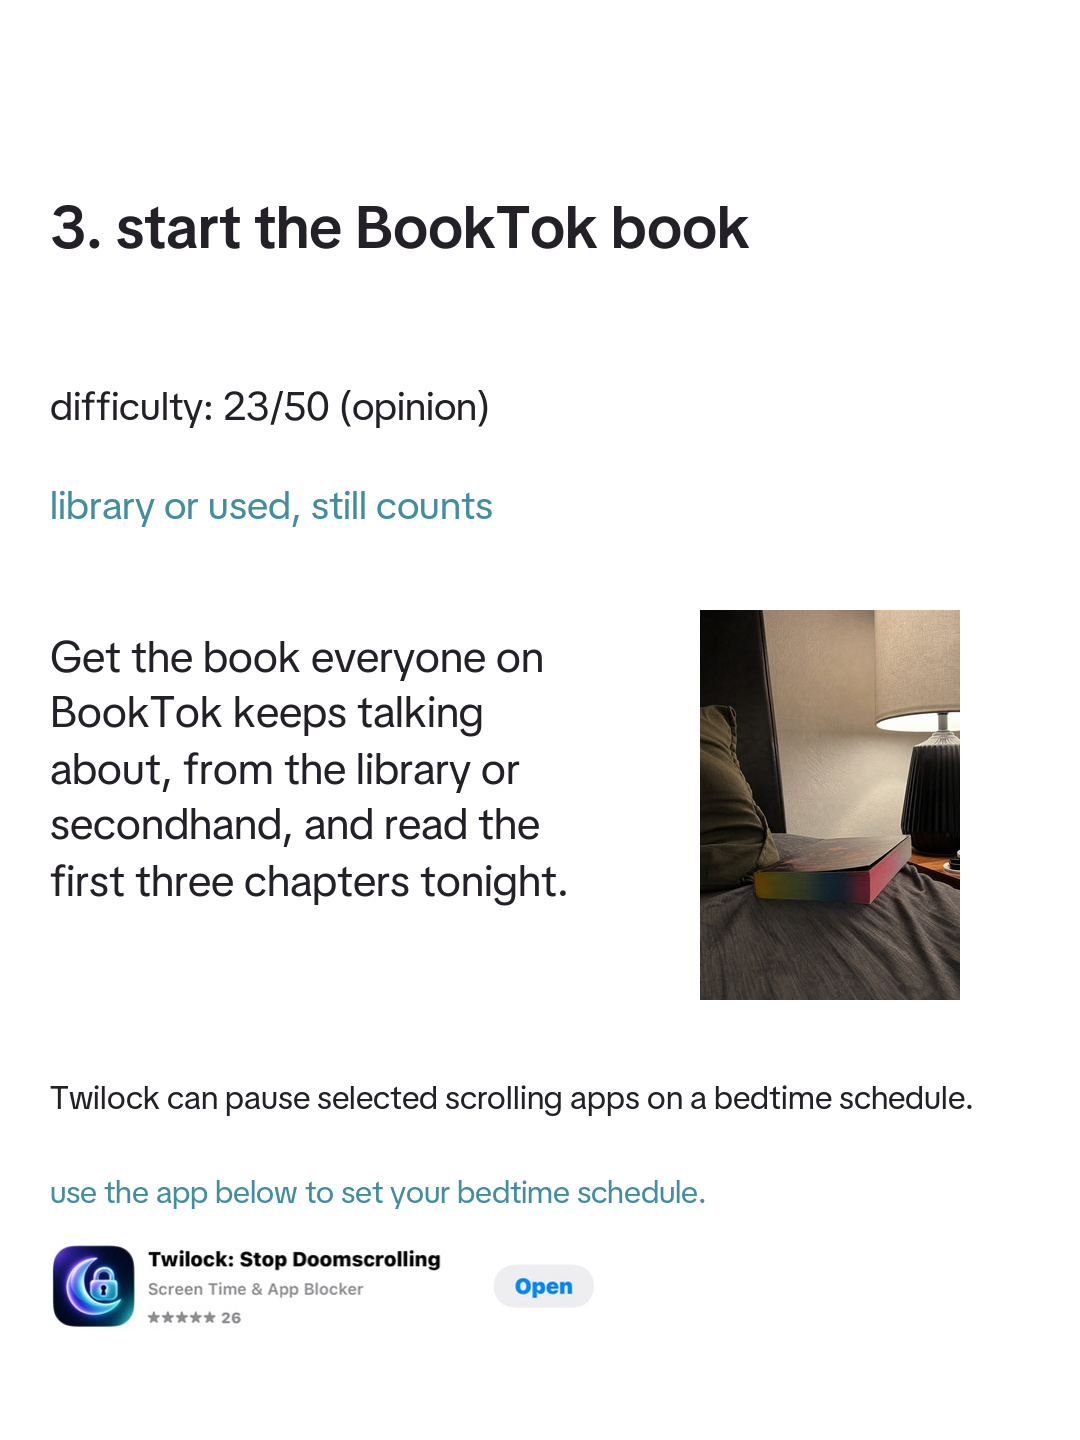 3. start the BookTok book
difficulty: 23/50 (opinion)
library or used, still counts
Get the book everyone on
BookTok keeps talking
about, from the library or
secondhand, and read the
first three chapters tonight.
Twilock can pause selected scrolling apps on a bedtime schedule.
use the app below to set your bedtime schedule.
Twilock: Stop Doomscrolling
Screen Time & App Blocker
★★★★★ 26
Open